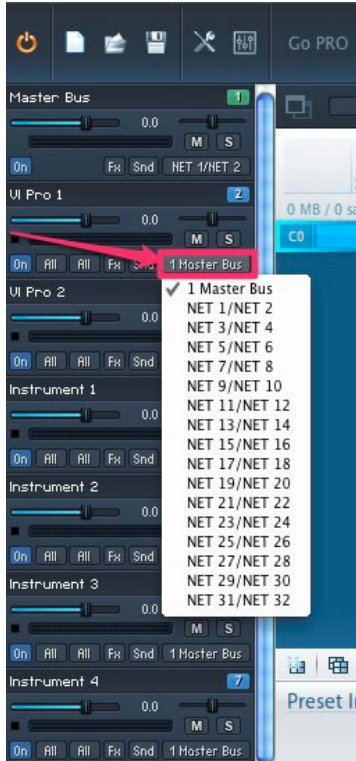 Go PRO
Master Bus 1
0.0
M S
On Fx Snd NET 1/NET 2
VI Pro 1 2
0.0
0 MB / 0 sa
M S
C0
On All All Fx Snd 1 Master Bus
1 Master Bus
VI Pro 2
NET 1/NET 2
0.0
NET 3/NET 4
NET 5/NET 6
On All All Fx Snd
NET 7/NET 8
Instrument 1
NET 9/NET 10
0.0
NET 11/NET 12
NET 13/NET 14
On All All Fx Snd
NET 15/NET 16
NET 17/NET 18
Instrument 2
NET 19/NET 20
0.0
NET 21/NET 22
NET 23/NET 24
On All All Fx Snd
NET 25/NET 26
Instrument 3
NET 27/NET 28
NET 29/NET 30
0.0
NET 31/NET 32
M S
On All All Fx Snd 1 Master Bus
Instrument 4 7
Preset I
0.0
M S
On All All Fx Snd 1 Master Bus